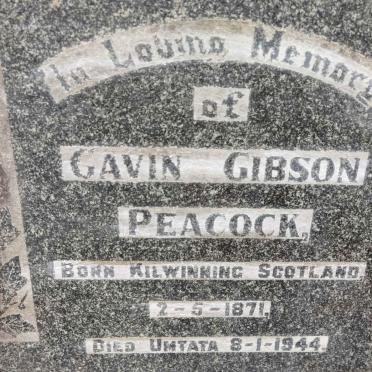 In Loving Memory
of
GAVIN GIBSON
PEACOCK,
BORN KILWINNING SCOTLAND,
2-5-1871,
DIED UMTATA 8-1-1944.